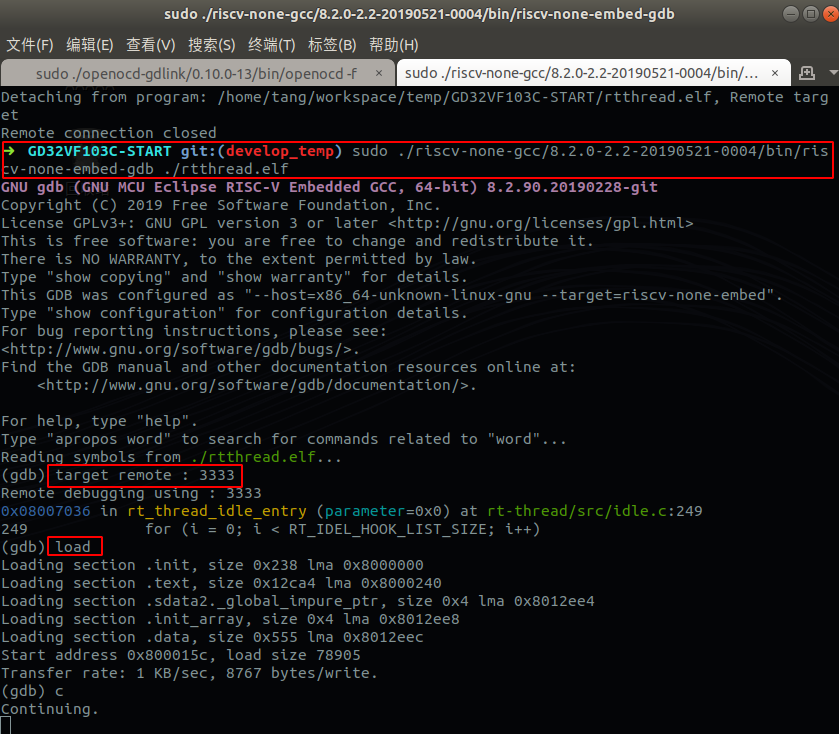 sudo ./riscv-none-gcc/8.2.0-2.2-20190521-0004/bin/riscv-none-embed-gdb
文件(F) 编辑(E) 查看(V) 搜索(S) 终端(T) 标签(B) 帮助(H)
sudo ./openocd-gdlink/0.10.0-13/bin/openocd -f × sudo ./riscv-none-gcc/8.2.0-2.2-20190521-0004/bin/... ×
Detaching from program: /home/tang/workspace/temp/GD32VF103C-START/rtthread.elf, Remote targ
et
Remote connection closed
→ GD32VF103C-START git:(develop_temp) sudo ./riscv-none-gcc/8.2.0-2.2-20190521-0004/bin/ris
cv-none-embed-gdb ./rtthread.elf
GNU gdb (GNU MCU Eclipse RISC-V Embedded GCC, 64-bit) 8.2.90.20190228-git
Copyright (C) 2019 Free Software Foundation, Inc.
License GPLv3+: GNU GPL version 3 or later <http://gnu.org/licenses/gpl.html>
This is free software: you are free to change and redistribute it.
There is NO WARRANTY, to the extent permitted by law.
Type "show copying" and "show warranty" for details.
This GDB was configured as "--host=x86_64-unknown-linux-gnu --target=riscv-none-embed".
Type "show configuration" for configuration details.
For bug reporting instructions, please see:
<http://www.gnu.org/software/gdb/bugs/>.
Find the GDB manual and other documentation resources online at:
    <http://www.gnu.org/software/gdb/documentation/>.
For help, type "help".
Type "apropos word" to search for commands related to "word"...
Reading symbols from ./rtthread.elf...
(gdb) target remote : 3333
Remote debugging using : 3333
0x08007036 in rt_thread_idle_entry (parameter=0x0) at rt-thread/src/idle.c:249
249             for (i = 0; i < RT_IDEL_HOOK_LIST_SIZE; i++)
(gdb) load
Loading section .init, size 0x238 lma 0x8000000
Loading section .text, size 0x12ca4 lma 0x8000240
Loading section .sdata2._global_impure_ptr, size 0x4 lma 0x8012ee4
Loading section .init_array, size 0x4 lma 0x8012ee8
Loading section .data, size 0x555 lma 0x8012eec
Start address 0x800015c, load size 78905
Transfer rate: 1 KB/sec, 8767 bytes/write.
(gdb) c
Continuing.